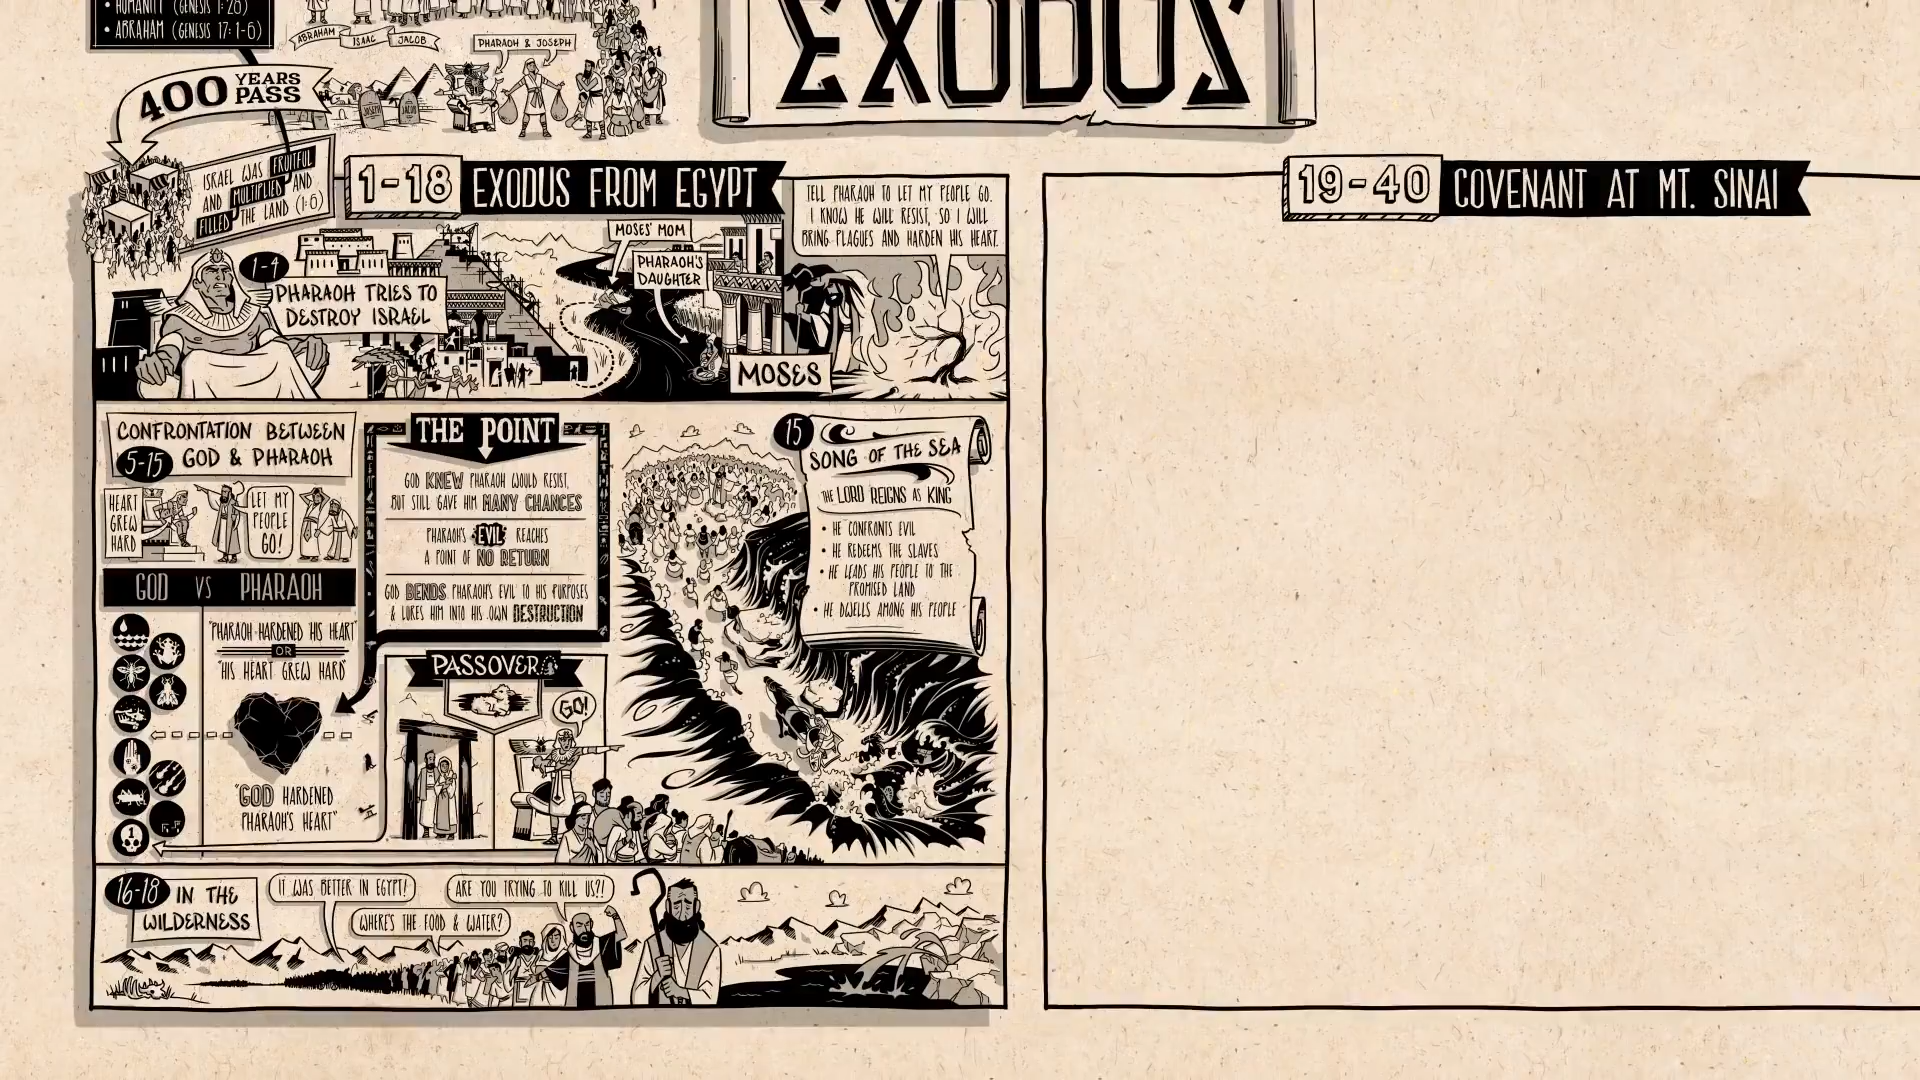 • HUMANITY (GENESIS 1:28)
• ABRAHAM (GENESIS 17:1-6)
ABRAHAM
ISAAC
JACOB
PHARAOH & JOSEPH
EXODUS
400 YEARS
PASS
JOSEPH
JACOB
ISRAEL WAS FRUITFUL
AND MULTIPLIED AND
FILLED THE LAND (1:6)
1-18 EXODUS FROM EGYPT
1-4
PHARAOH TRIES TO
DESTROY ISRAEL
MOSES' MOM
PHARAOH'S
DAUGHTER
MOSES
TELL PHARAOH TO LET MY PEOPLE GO.
I KNOW HE WILL RESIST, SO I WILL
BRING PLAGUES AND HARDEN HIS HEART.
CONFRONTATION BETWEEN
5-15 GOD & PHARAOH
HEART
GREW
HARD
LET MY
PEOPLE
GO!
GOD VS PHARAOH
"PHARAOH HARDENED HIS HEART"
OR
"HIS HEART GREW HARD"
"GOD HARDENED
PHARAOH'S HEART"
1
THE POINT
GOD KNEW PHARAOH WOULD RESIST,
BUT STILL GAVE HIM MANY CHANCES
PHARAOH'S EVIL REACHES
A POINT OF NO RETURN
GOD BENDS PHARAOH'S EVIL TO HIS PURPOSES
& LURES HIM INTO HIS OWN DESTRUCTION
PASSOVER
GO!
15
SONG OF THE SEA
THE LORD REIGNS AS KING
• HE CONFRONTS EVIL
• HE REDEEMS THE SLAVES
• HE LEADS HIS PEOPLE TO THE
PROMISED LAND
• HE DWELLS AMONG HIS PEOPLE
16-18 IN THE
WILDERNESS
IT WAS BETTER IN EGYPT!
WHERE'S THE FOOD & WATER?
ARE YOU TRYING TO KILL US?!
19-40 COVENANT AT MT. SINAI